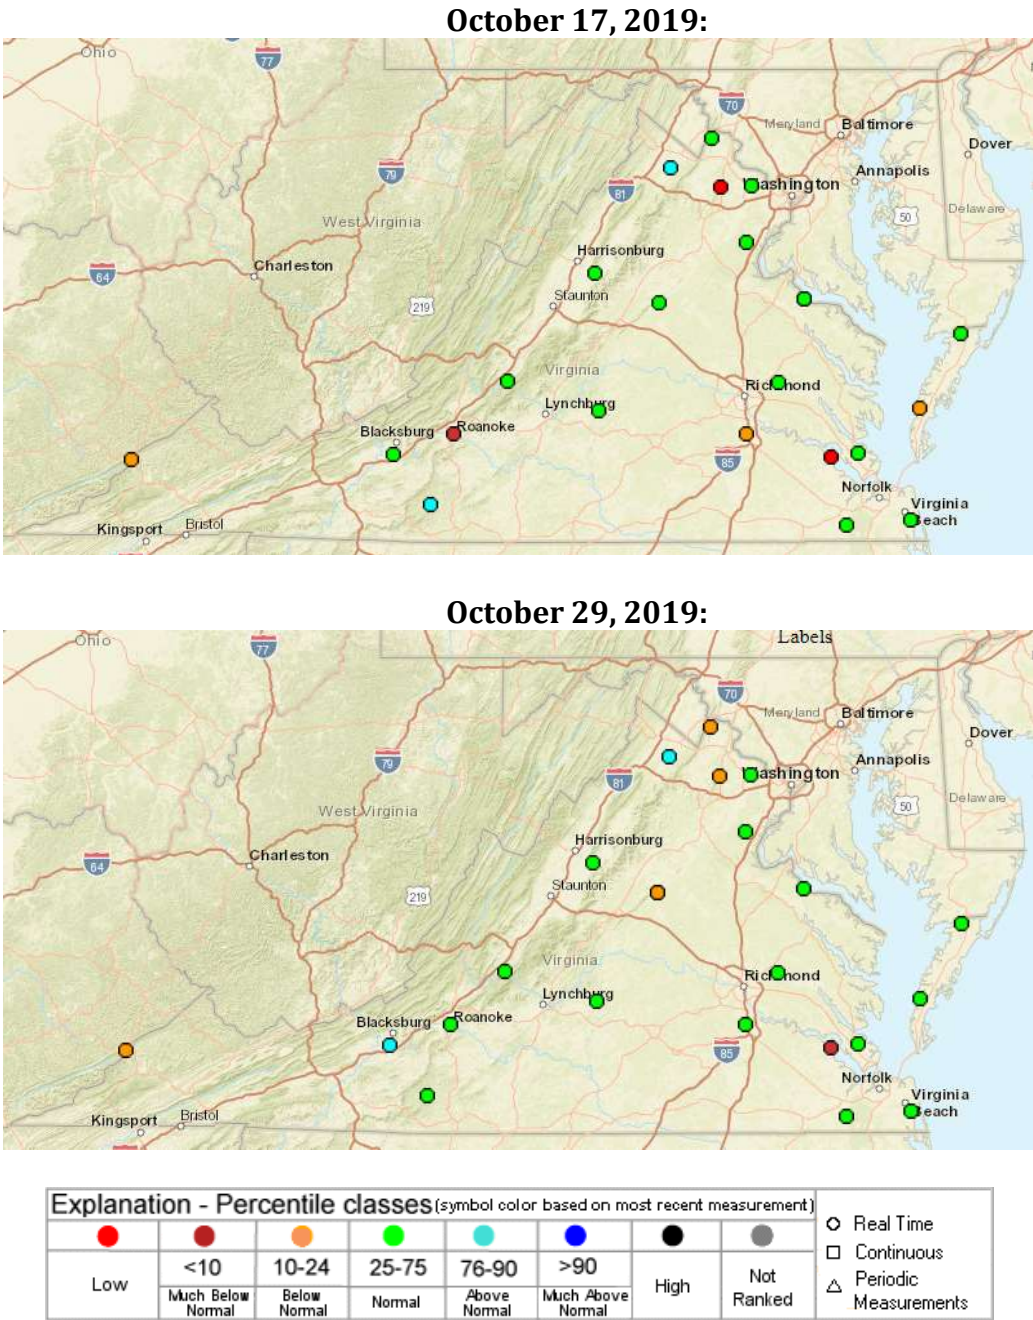 October 17, 2019:
Ohio
77
70
Maryland
Baltimore
Dover
79
Annapolis
81
Washington
50
Delaware
West Virginia
Harrisonburg
64
Charleston
219
Staunton
Virginia
Richmond
Lynchburg
Blacksburg
Roanoke
85
Norfolk
Virginia
Beach
Kingsport
Bristol
October 29, 2019:
Labels
Ohio
77
70
Maryland
Baltimore
Dover
79
Annapolis
81
Washington
50
Delaware
West Virginia
Harrisonburg
64
Charleston
219
Staunton
Virginia
Richmond
Lynchburg
Blacksburg
Roanoke
85
Norfolk
Virginia
Beach
Kingsport
Bristol
Explanation - Percentile classes (symbol color based on most recent measurement)
Low
<10
10-24
25-75
76-90
>90
High
Not
Ranked
Much Below
Normal
Below
Normal
Normal
Above
Normal
Much Above
Normal
Real Time
Continuous
Periodic
Measurements